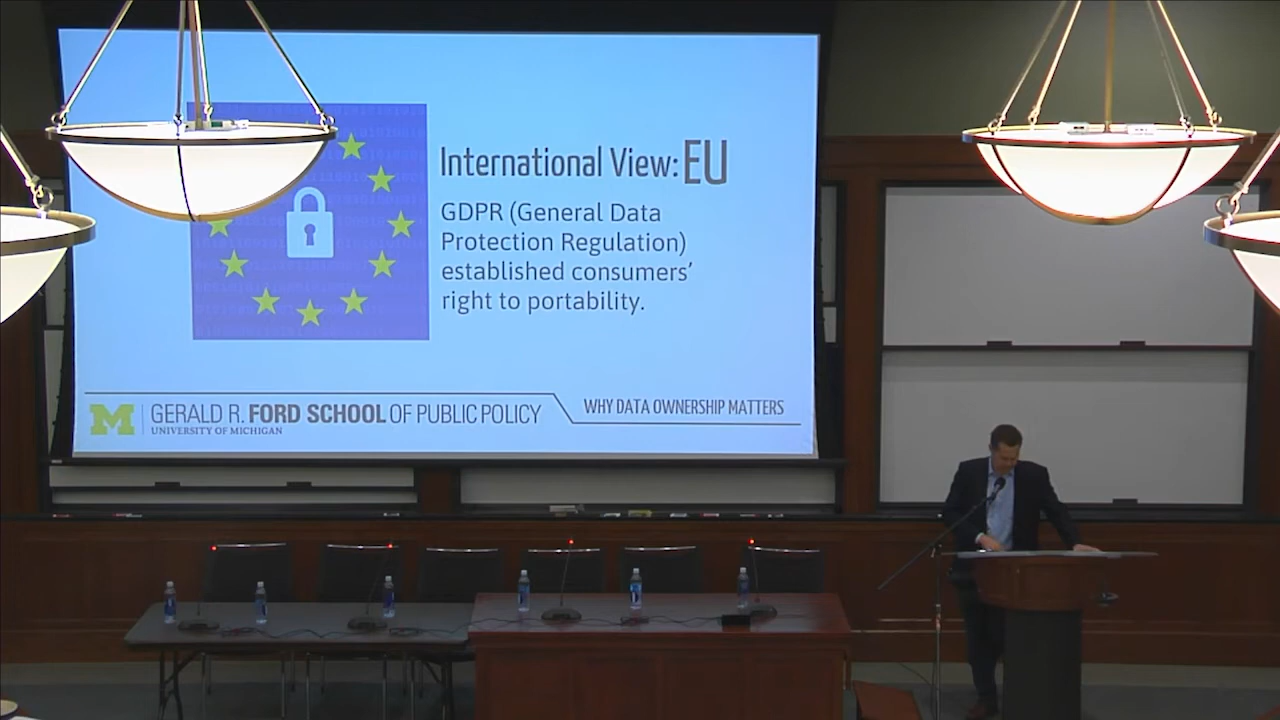 International View: EU
GDPR (General Data
Protection Regulation)
established consumers’
right to portability.
M
GERALD R. FORD SCHOOL OF PUBLIC POLICY
UNIVERSITY OF MICHIGAN
WHY DATA OWNERSHIP MATTERS